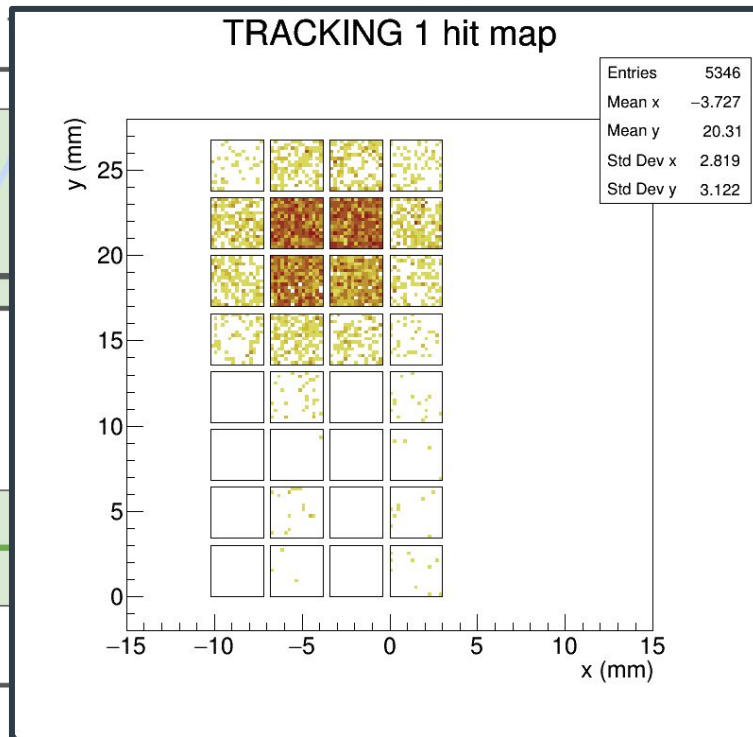 TRACKING 1 hit map
Entries 5346
Mean x −3.727
Mean y 20.31
Std Dev x 2.819
Std Dev y 3.122
y (mm)
25
20
15
10
5
0
−15 −10 −5 0 5 10 15
x (mm)